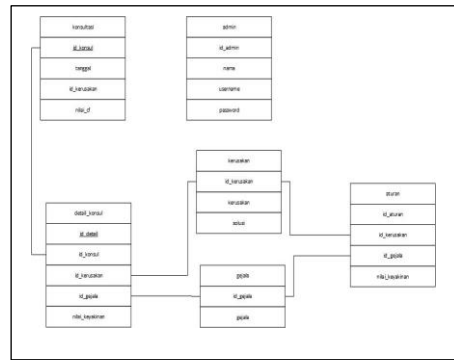 konsultasi
id_konsul
tanggal
id_kerusakan
nilai_cf
admin
id_admin
name
username
password
kerusakan
id_kerusakan
kerusakan
solusi
aturan
id_aturan
id_kerusakan
id_gejala
nilai_keyakinan
detail_konsul
id_detail
id_konsul
id_kerusakan
id_gejala
nilai_keyakinan
gejala
id_gejala
gejala